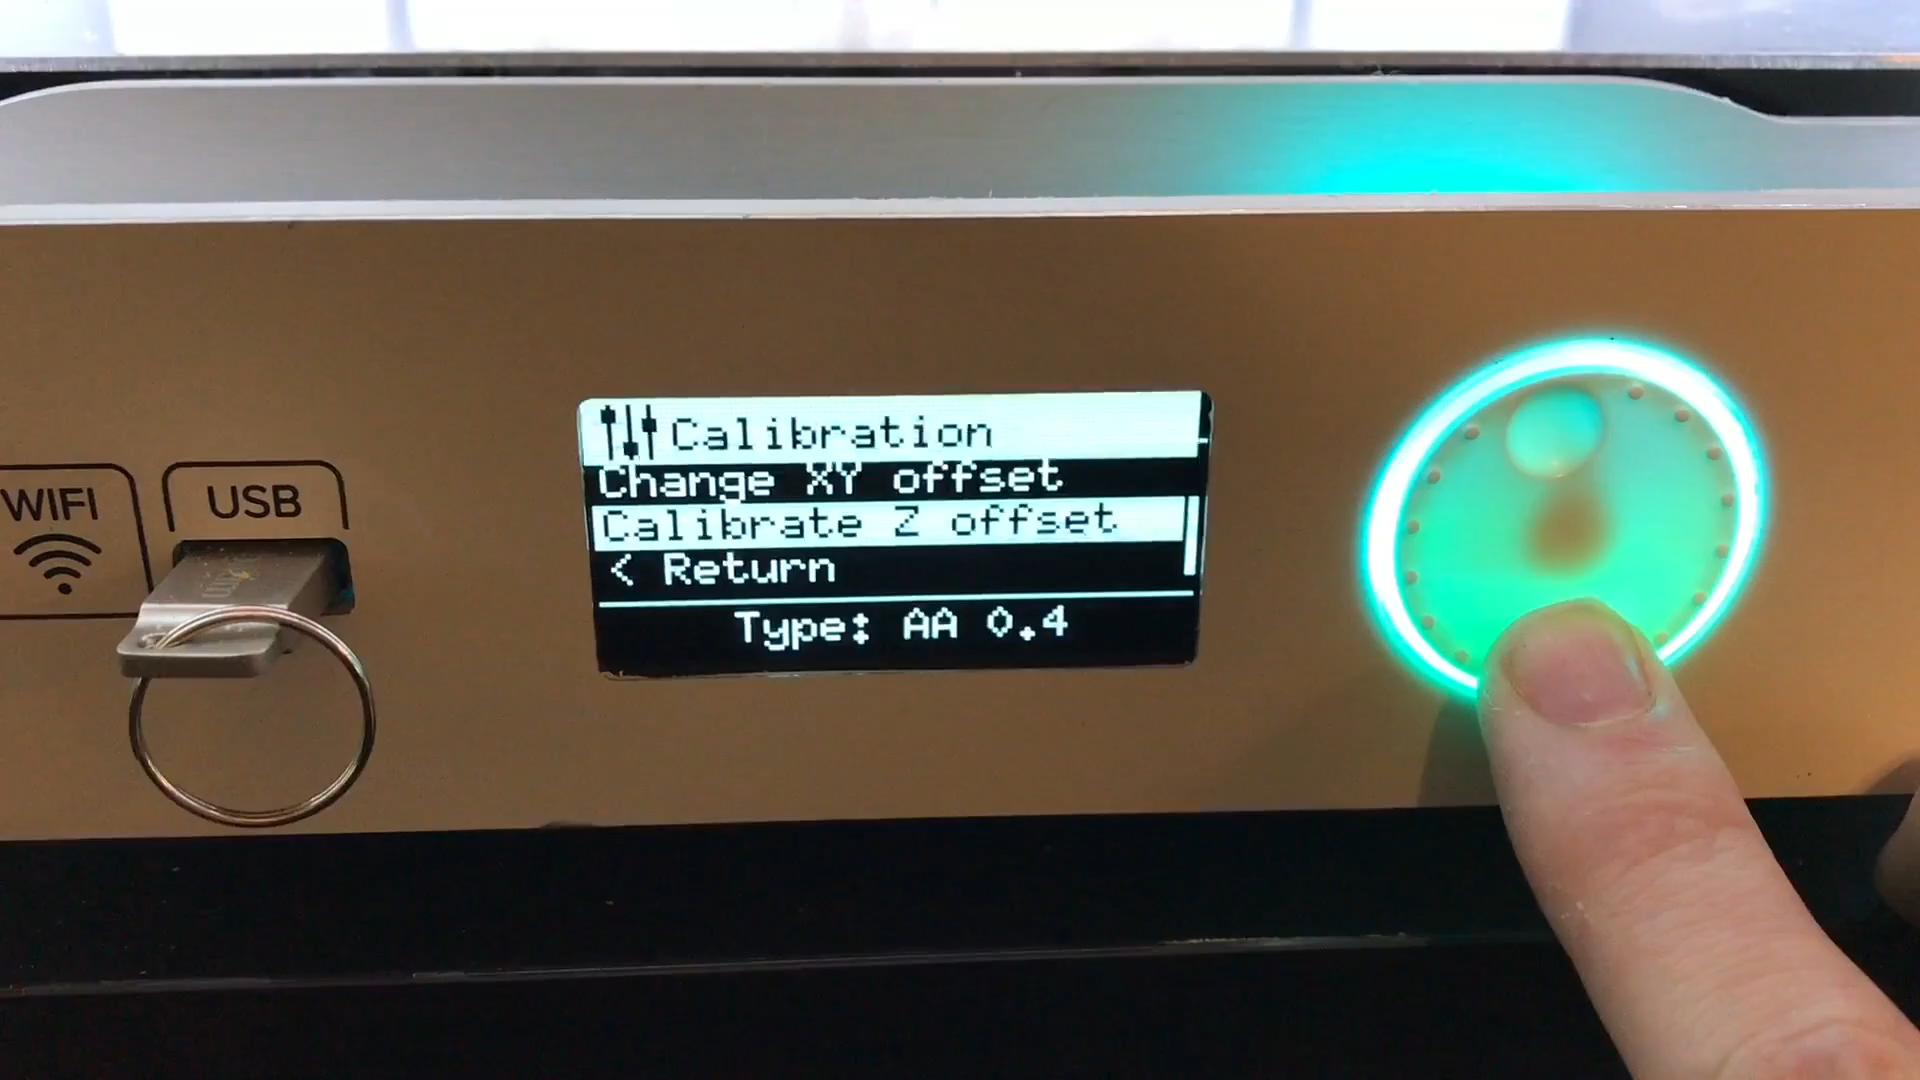 WIFI
USB
Calibration
Change XY offset
Calibrate Z offset
< Return
Type: AA 0.4